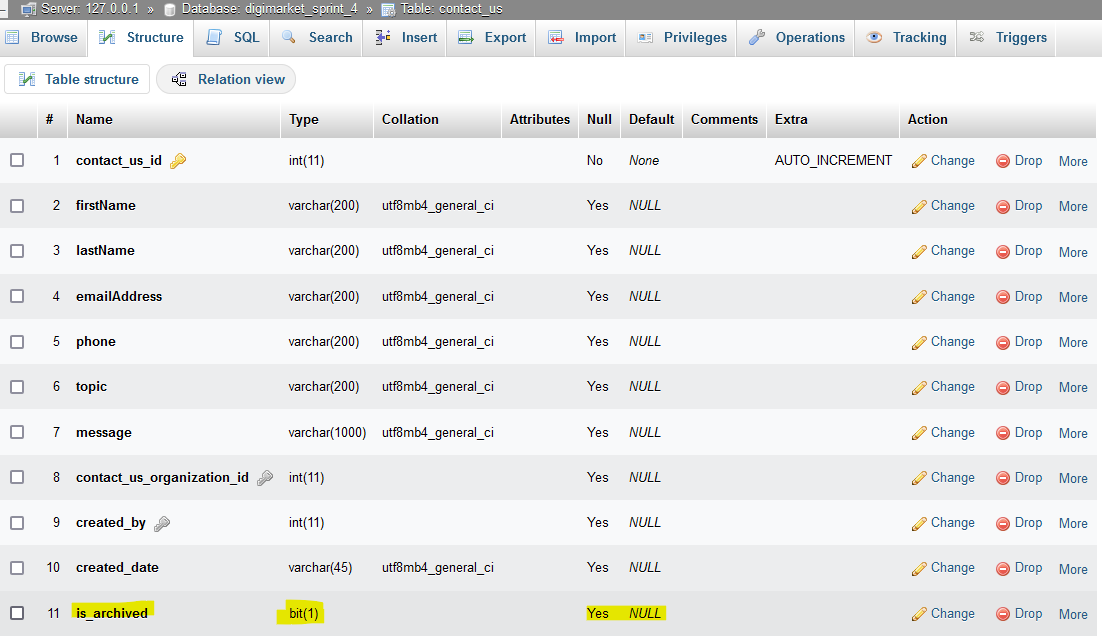 Server: 127.0.0.1 » Database: digimarket_sprint_4 » Table: contact_us
Browse Structure SQL Search Insert Export Import Privileges Operations Tracking Triggers
Table structure Relation view
# Name Type Collation Attributes Null Default Comments Extra Action
1 contact_us_id int(11) No None AUTO_INCREMENT Change Drop More
2 firstName varchar(200) utf8mb4_general_ci Yes NULL Change Drop More
3 lastName varchar(200) utf8mb4_general_ci Yes NULL Change Drop More
4 emailAddress varchar(200) utf8mb4_general_ci Yes NULL Change Drop More
5 phone varchar(200) utf8mb4_general_ci Yes NULL Change Drop More
6 topic varchar(200) utf8mb4_general_ci Yes NULL Change Drop More
7 message varchar(1000) utf8mb4_general_ci Yes NULL Change Drop More
8 contact_us_organization_id int(11) Yes NULL Change Drop More
9 created_by int(11) Yes NULL Change Drop More
10 created_date varchar(45) utf8mb4_general_ci Yes NULL Change Drop More
11 is_archived bit(1) Yes NULL Change Drop More